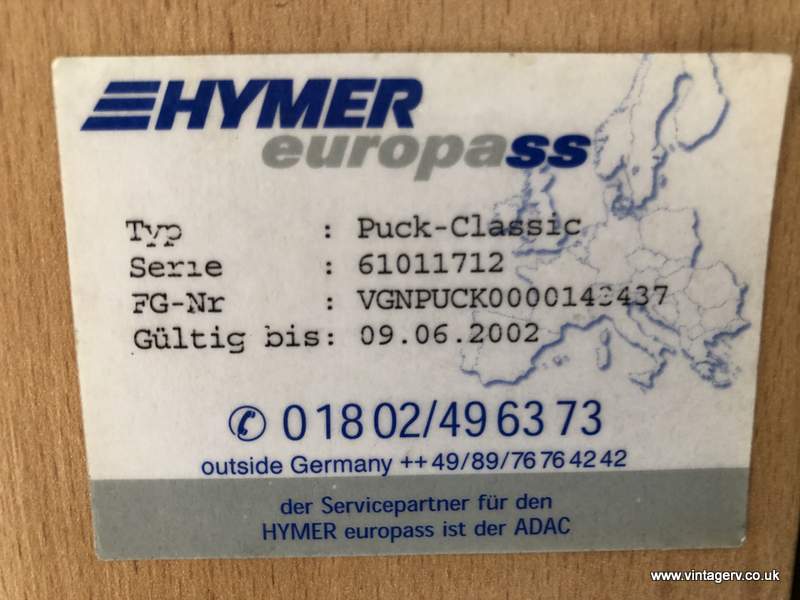 HYMER
europass
Typ : Puck-Classic
Serie : 61011712
FG-Nr : VGNPUCK0000143437
Gültig bis: 09.06.2002
✆ 01802/496373
outside Germany ++49/89/76764242
der Servicepartner für den
HYMER europass ist der ADAC
www.vintagerv.co.uk